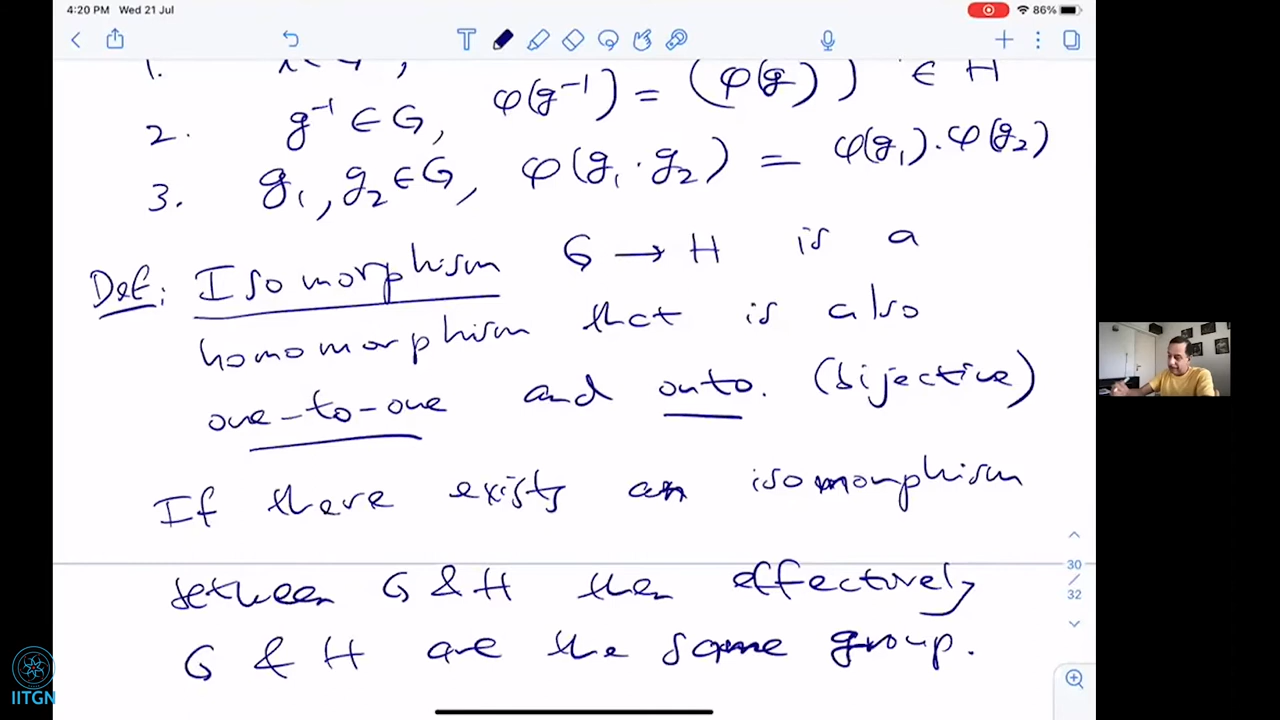 4:20 PM Wed 21 Jul
86%
1.
2. g⁻¹ ∈ G, φ(g⁻¹) = (φ(g)) ∈ H
3. g₁, g₂ ∈ G, φ(g₁ · g₂) = φ(g₁) · φ(g₂)
Def: Isomorphism G → H is a
homomorphism that is also
one-to-one and onto. (bijective)
If there exists an isomorphism
between G & H then effectively
G & H are the same group.
30
/
32
IITGN